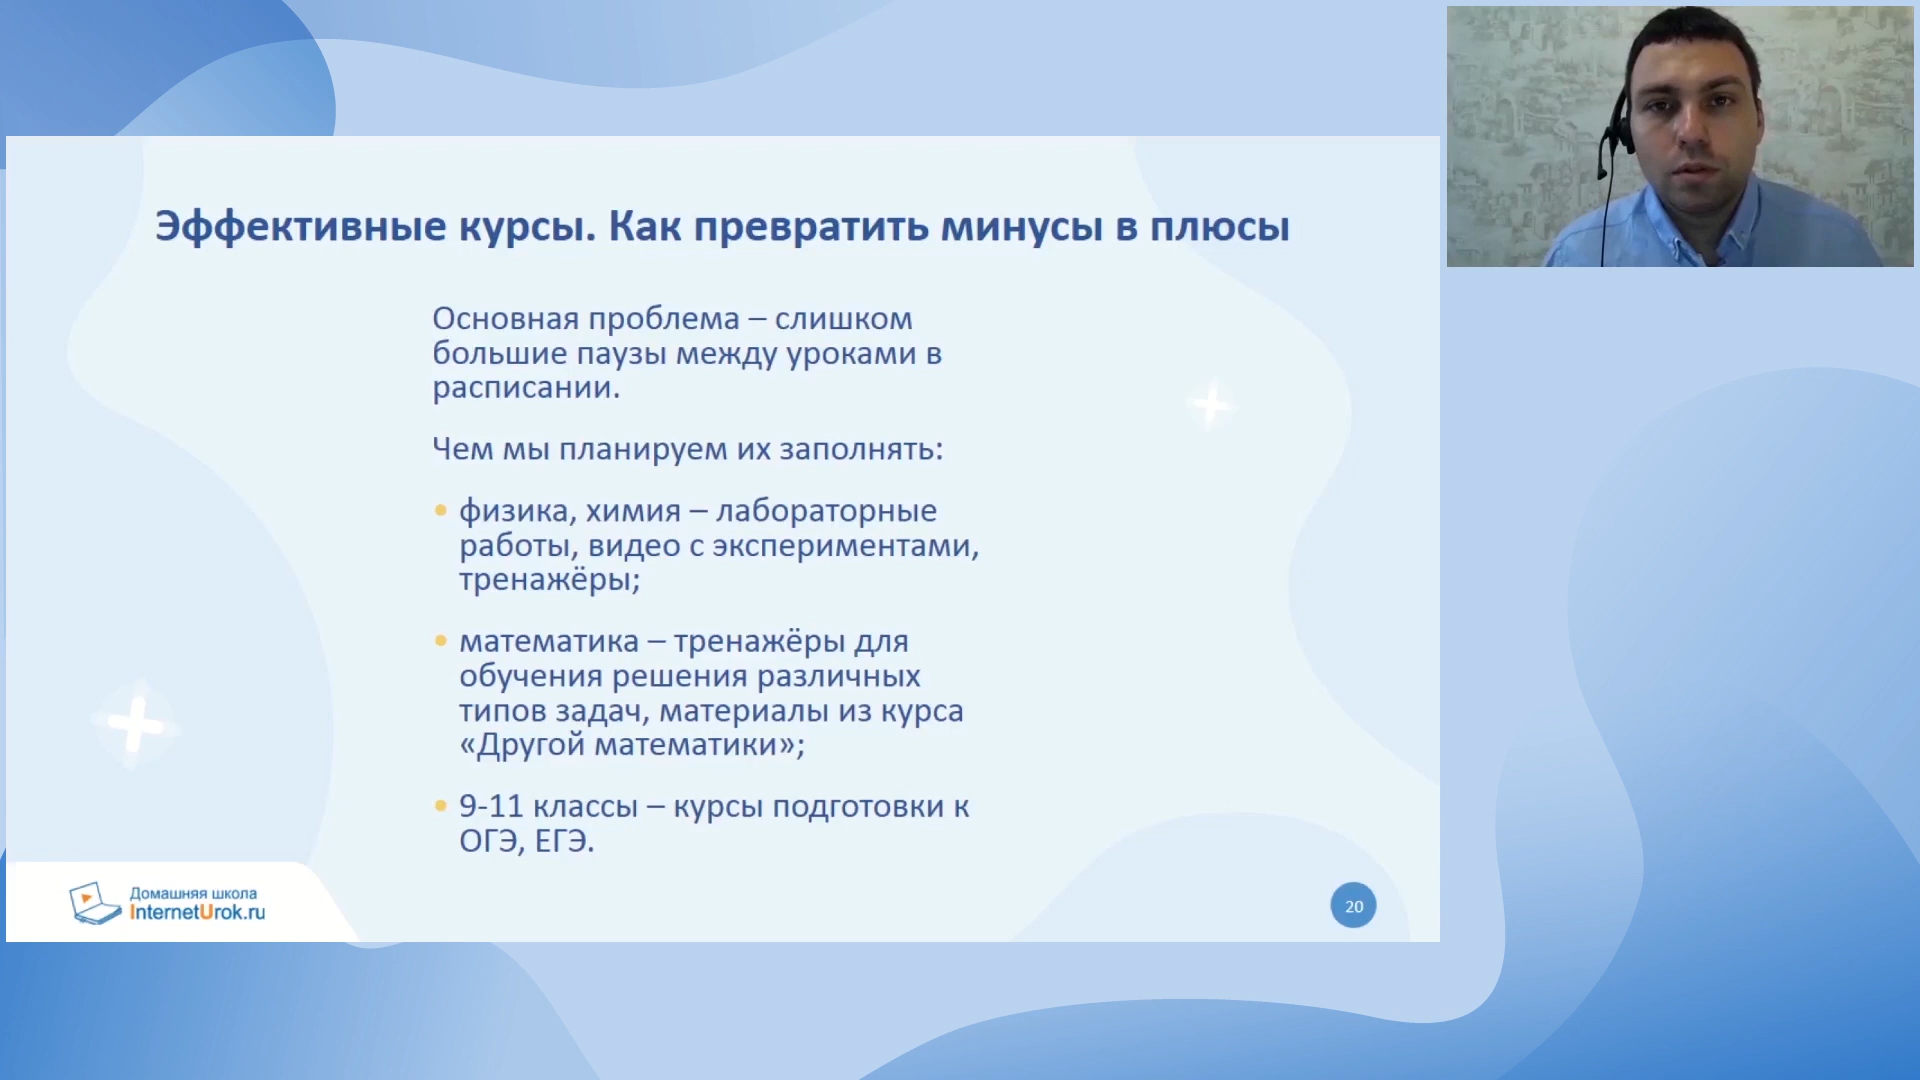 Эффективные курсы. Как превратить минусы в плюсы
Основная проблема – слишком
большие паузы между уроками в
расписании.
Чем мы планируем их заполнять:
• физика, химия – лабораторные
работы, видео с экспериментами,
тренажёры;
• математика – тренажёры для
обучения решения различных
типов задач, материалы из курса
«Другой математики»;
• 9-11 классы – курсы подготовки к
ОГЭ, ЕГЭ.
Домашняя школа
InternetUrok.ru
20